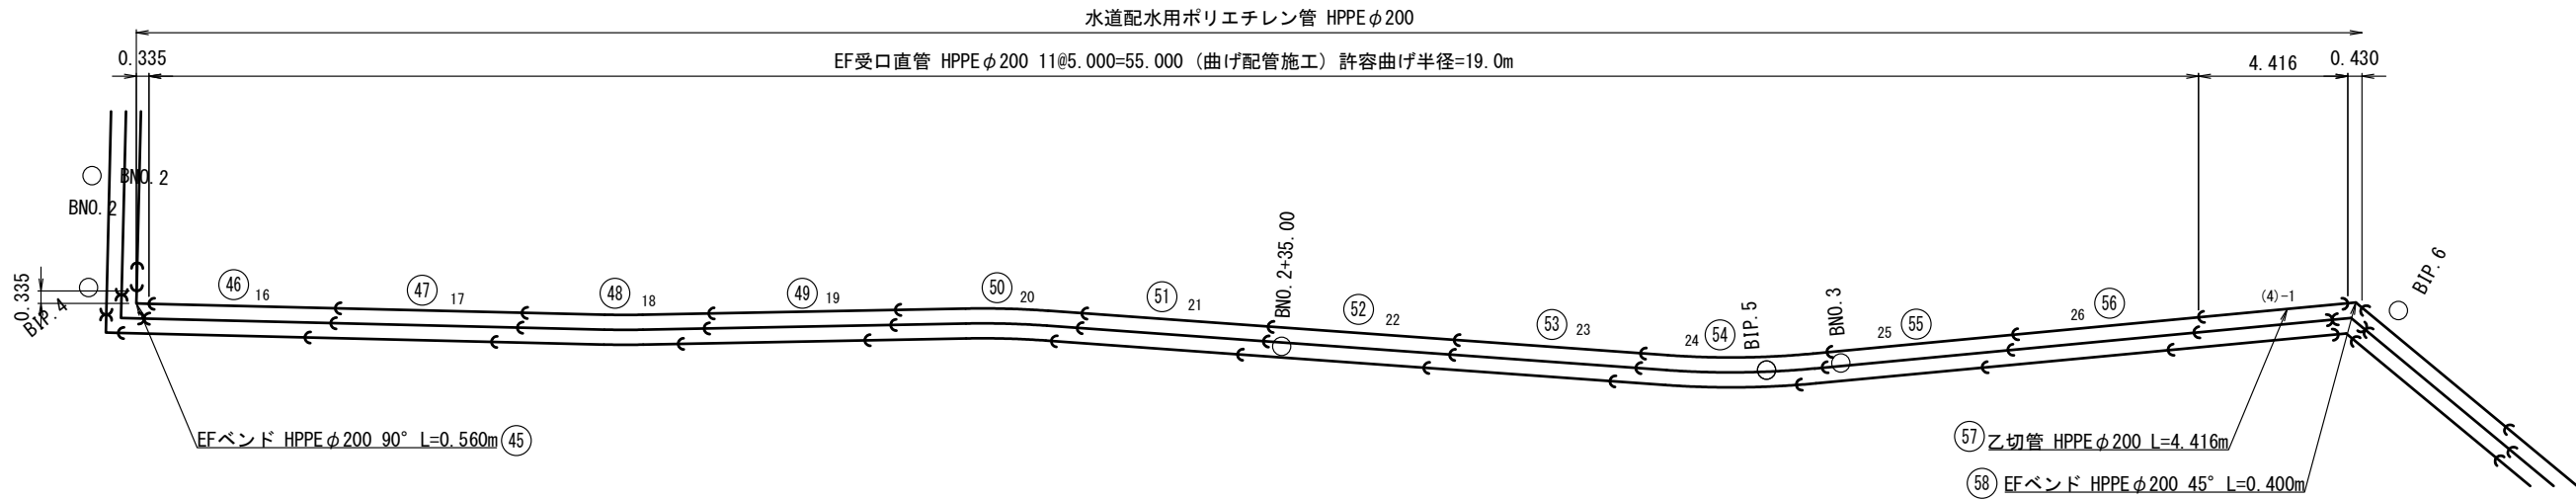 水道配水用ポリエチレン管 HPPEφ200
0.335
EF受口直管 HPPEφ200 11@5.000=55.000 (曲げ配管施工) 許容曲げ半径=19.0m
4.416
0.430
BNO.2
BNO.2
0.335
BIP.4
46 16
47 17
48 18
49 19
50 20
51 21
BNO.2+35.00
52 22
53 23
24 54
BIP.5
BNO.3
25 55
26 56
(4)-1
BIP.6
EFベンド HPPEφ200 90° L=0.560m 45
57 乙切管 HPPEφ200 L=4.416m
58 EFベンド HPPEφ200 45° L=0.400m